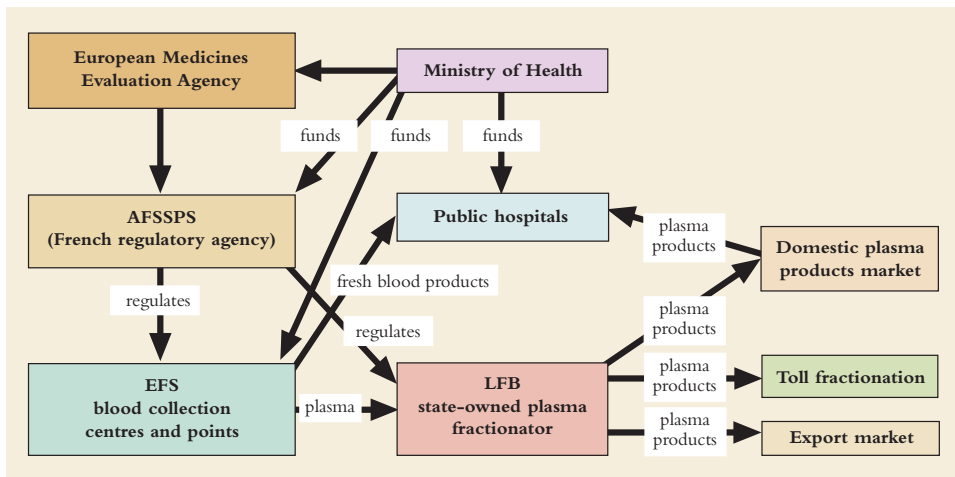 European Medicines
Evaluation Agency
Ministry of Health
funds
funds
funds
AFSSPS
(French regulatory agency)
Public hospitals
plasma
products
Domestic plasma
products market
fresh blood products
regulates
regulates
plasma
products
EFS
blood collection
centres and points
plasma
LFB
state-owned plasma
fractionator
plasma
products
Toll fractionation
plasma
products
Export market